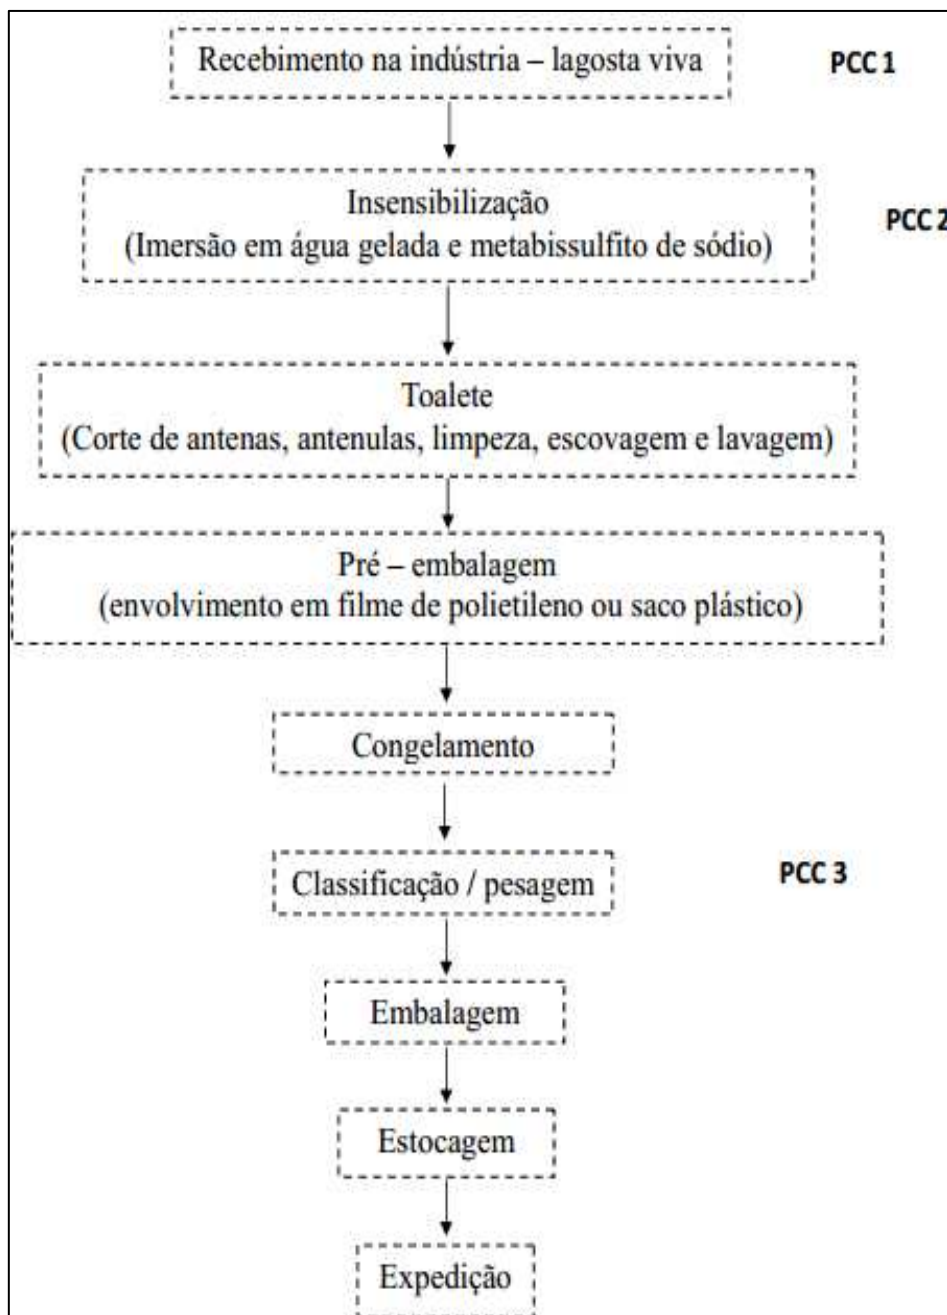 Recebimento na indústria – lagosta viva
PCC 1
Insensibilização
(Imersão em água gelada e metabissulfito de sódio)
PCC 2
Toalete
(Corte de antenas, antenulas, limpeza, escovagem e lavagem)
Pré – embalagem
(envolvimento em filme de polietileno ou saco plástico)
Congelamento
Classificação / pesagem
PCC 3
Embalagem
Estocagem
Expedição